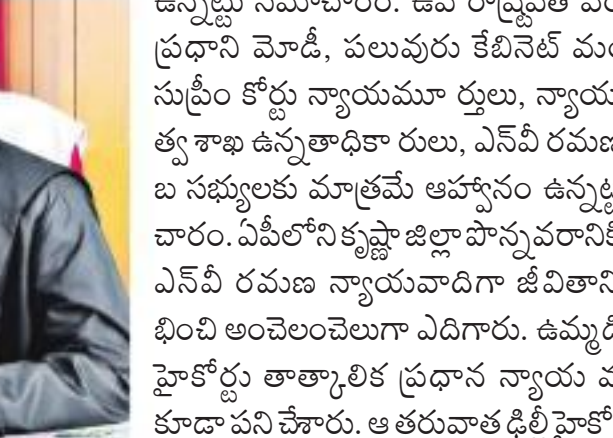 ఉన్నట్టు సమాచారం. ఉప రాష్ట్రపతి
ప్రధాని మోడీ, పలువురు కేబినెట్ మం
సుప్రీం కోర్టు న్యాయమూ ర్తులు, న్యాయ
త్వ శాఖ ఉన్నతాధికా రులు, ఎన్‌వీ రమణ
బ సభ్యులకు మాత్రమే ఆహ్వానం ఉన్నట్ట
చారం. ఏపీలోని కృష్ణా జిల్లా పొన్నవరానికి
ఎన్‌వీ రమణ న్యాయవాదిగా జీవితాని
భించి అంచెలంచెలుగా ఎదిగారు. ఉమ్మడి
హైకోర్టు తాత్కాలిక ప్రధాన న్యాయ
కూడా పని చేశారు. ఆ తరువాత ఢిల్లీ హైకో